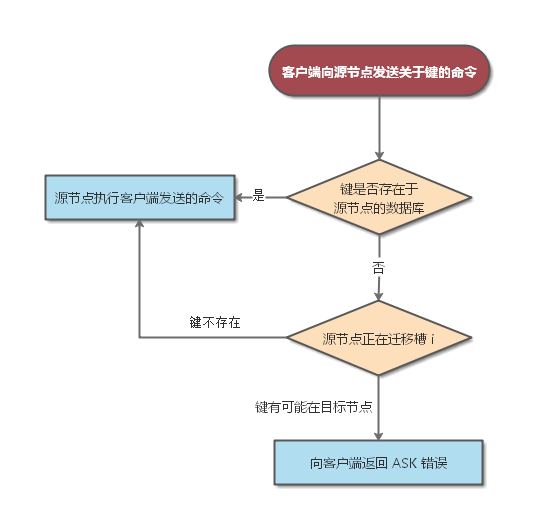 客户端向源节点发送关于键的命令
键是否存在于
源节点的数据库
是
源节点执行客户端发送的命令
否
键不存在
源节点正在迁移槽 i
键有可能在目标节点
向客户端返回 ASK 错误